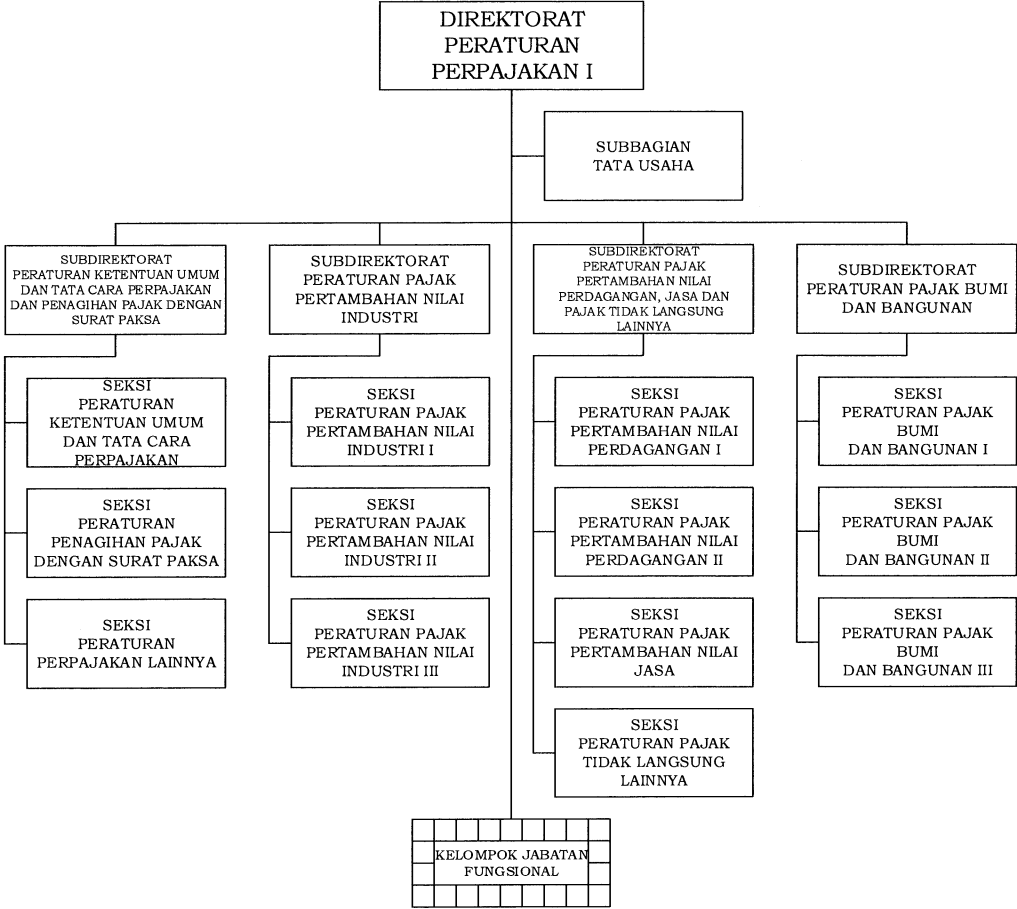 DIREKTORAT
PERATURAN
PERPAJAKAN I
SUBBAGIAN
TATA USAHA
SUBDIREKTORAT
PERATURAN KETENTUAN UMUM
DAN TATA CARA PERPAJAKAN
DAN PENAGIHAN PAJAK DENGAN
SURAT PAKSA
SEKSI
PERATURAN
KETENTUAN UMUM
DAN TATA CARA
PERPAJAKAN
SEKSI
PERATURAN
PENAGIHAN PAJAK
DENGAN SURAT PAKSA
SEKSI
PERATURAN
PERPAJAKAN LAINNYA
SUBDIREKTORAT
PERATURAN PAJAK
PERTAMBAHAN NILAI
INDUSTRI
SEKSI
PERATURAN PAJAK
PERTAMBAHAN NILAI
INDUSTRI I
SEKSI
PERATURAN PAJAK
PERTAMBAHAN NILAI
INDUSTRI II
SEKSI
PERATURAN PAJAK
PERTAMBAHAN NILAI
INDUSTRI III
SUBDIREKTORAT
PERATURAN PAJAK
PERTAMBAHAN NILAI
PERDAGANGAN, JASA DAN
PAJAK TIDAK LANGSUNG
LAINNYA
SEKSI
PERATURAN PAJAK
PERTAMBAHAN NILAI
PERDAGANGAN I
SEKSI
PERATURAN PAJAK
PERTAMBAHAN NILAI
PERDAGANGAN II
SEKSI
PERATURAN PAJAK
PERTAMBAHAN NILAI
JASA
SEKSI
PERATURAN PAJAK
TIDAK LANGSUNG
LAINNYA
SUBDIREKTORAT
PERATURAN PAJAK BUMI
DAN BANGUNAN
SEKSI
PERATURAN PAJAK
BUMI
DAN BANGUNAN I
SEKSI
PERATURAN PAJAK
BUMI
DAN BANGUNAN II
SEKSI
PERATURAN PAJAK
BUMI
DAN BANGUNAN III
KELOMPOK JABATAN
FUNGSIONAL